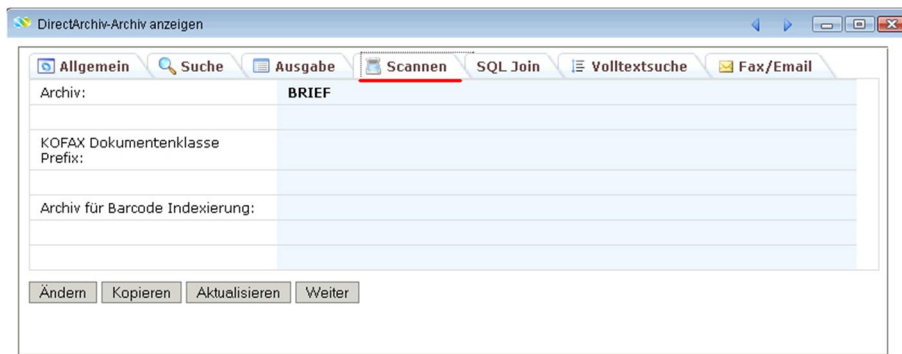 DirectArchiv-Archiv anzeigen
Allgemein Suche Ausgabe Scannen SQL Join Volltextsuche Fax/Email
Archiv: BRIEF
KOFAX Dokumentenklasse
Prefix:
Archiv für Barcode Indexierung:
Ändern Kopieren Aktualisieren Weiter